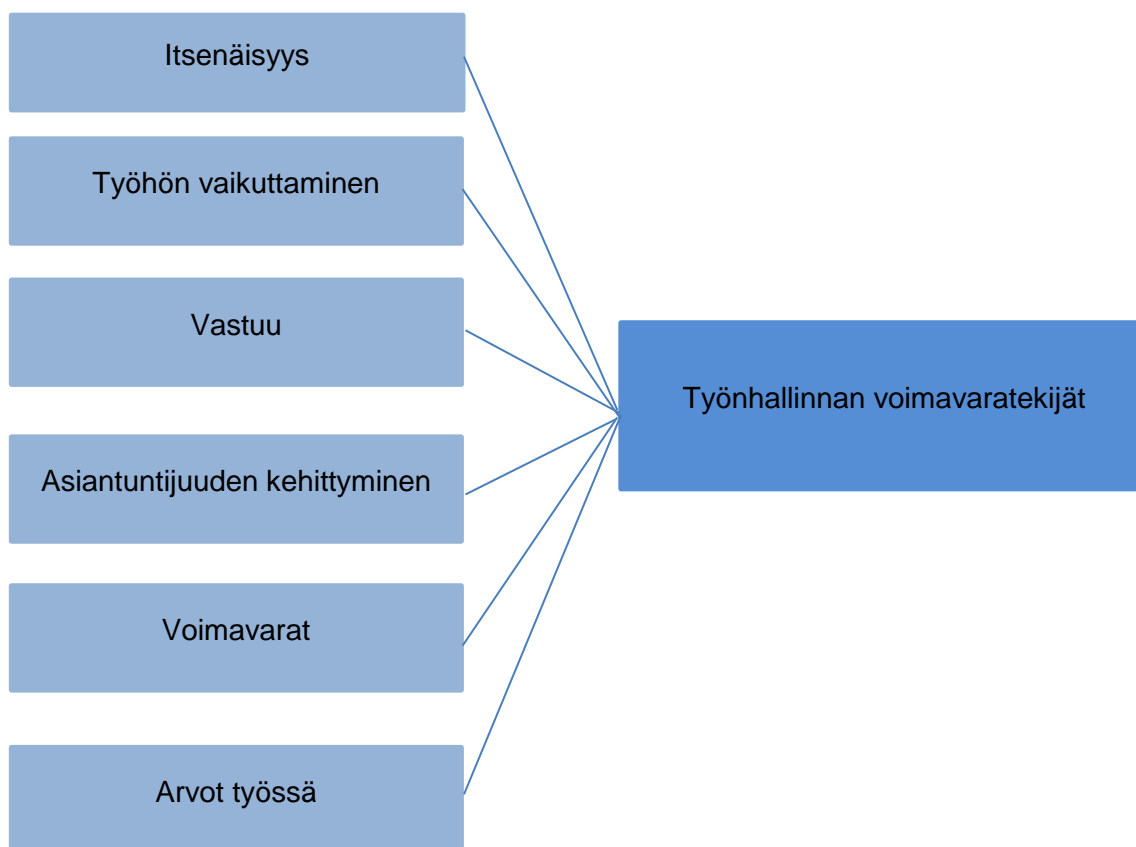 Itsenäisyys
Työhön vaikuttaminen
Vastuu
Asiantuntijuuden kehittyminen
Voimavarat
Arvot työssä
Työnhallinnan voimavaratekijät